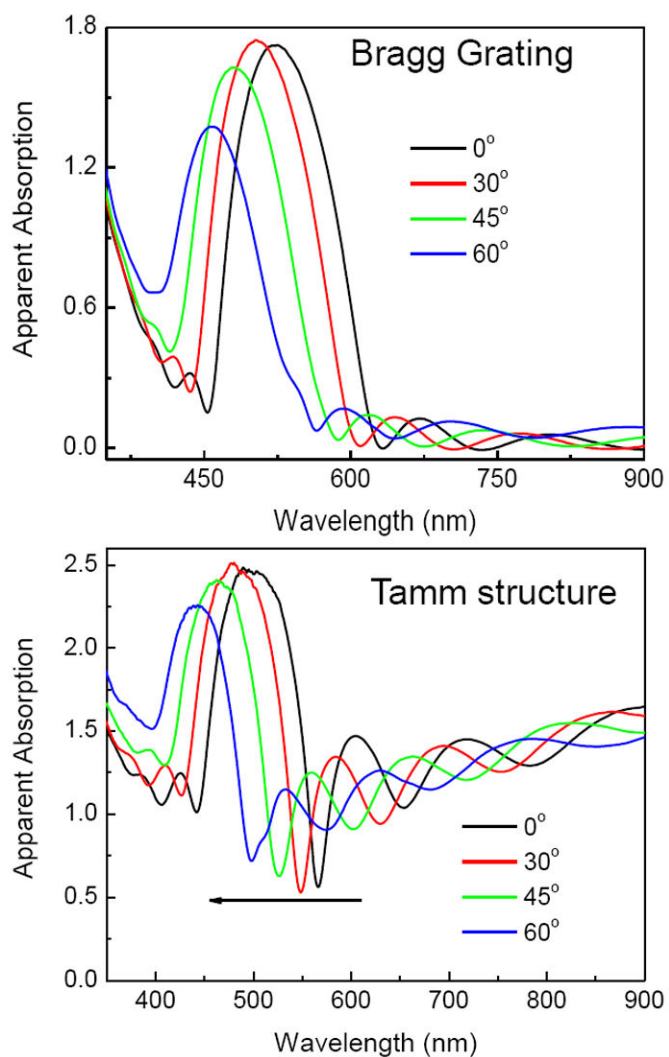 1.8
Bragg Grating
0°
1.2
30°
45°
60°
0.6
0.0
450 600 750 900
Apparent Absorption
Wavelength (nm)
2.5
Tamm structure
2.0
1.5
1.0
0°
30°
0.5
45°
60°
0.0
400 500 600 700 800 900
Apparent Absorption
Wavelength (nm)